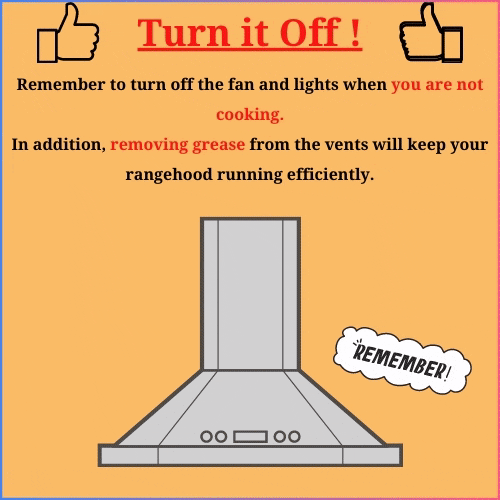 Turn it Off !
Remember to turn off the fan and lights when you are not
cooking.
In addition, removing grease from the vents will keep your
rangehood running efficiently.
REMEMBER!